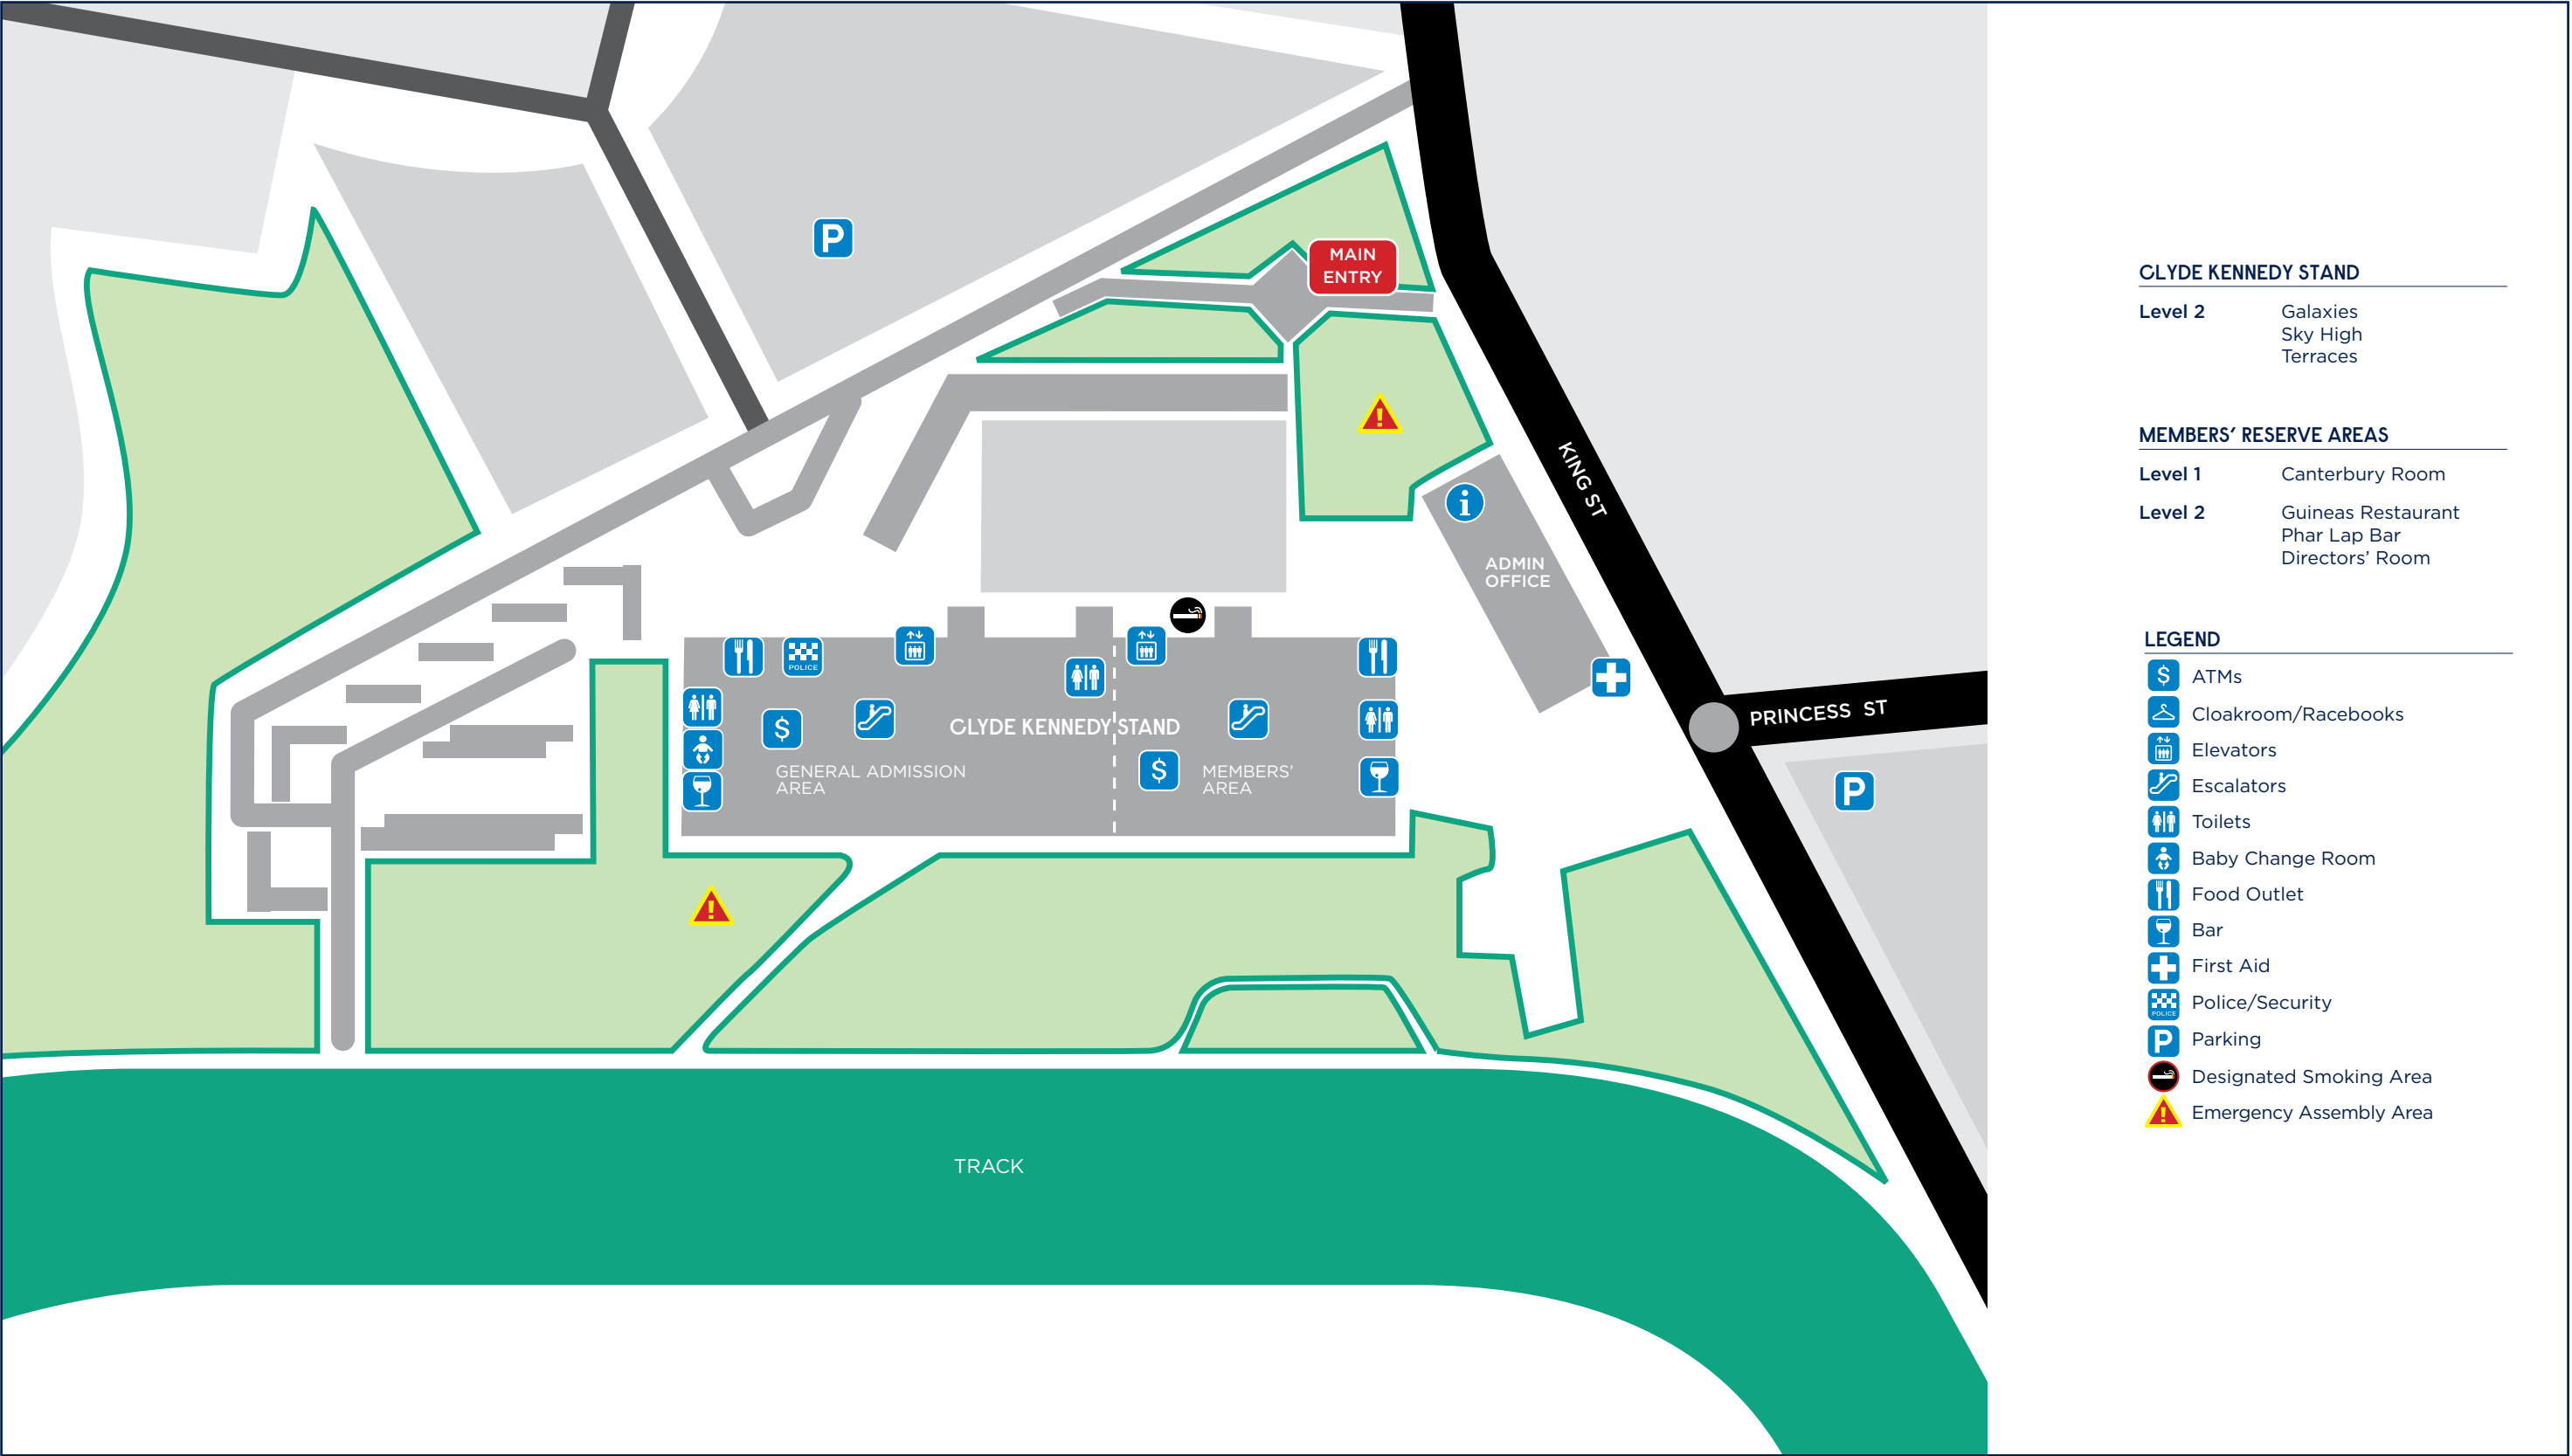 MAIN
ENTRY
KING ST
ADMIN
OFFICE
PRINCESS ST
P
P
i
POLICE
$
$
CLYDE KENNEDY STAND
GENERAL ADMISSION
AREA
MEMBERS'
AREA
TRACK
CLYDE KENNEDY STAND
Level 2 Galaxies
Sky High
Terraces
MEMBERS' RESERVE AREAS
Level 1 Canterbury Room
Level 2 Guineas Restaurant
Phar Lap Bar
Directors' Room
LEGEND
$ ATMs
Cloakroom/Racebooks
Elevators
Escalators
Toilets
Baby Change Room
Food Outlet
Bar
First Aid
POLICE Police/Security
P Parking
Designated Smoking Area
! Emergency Assembly Area